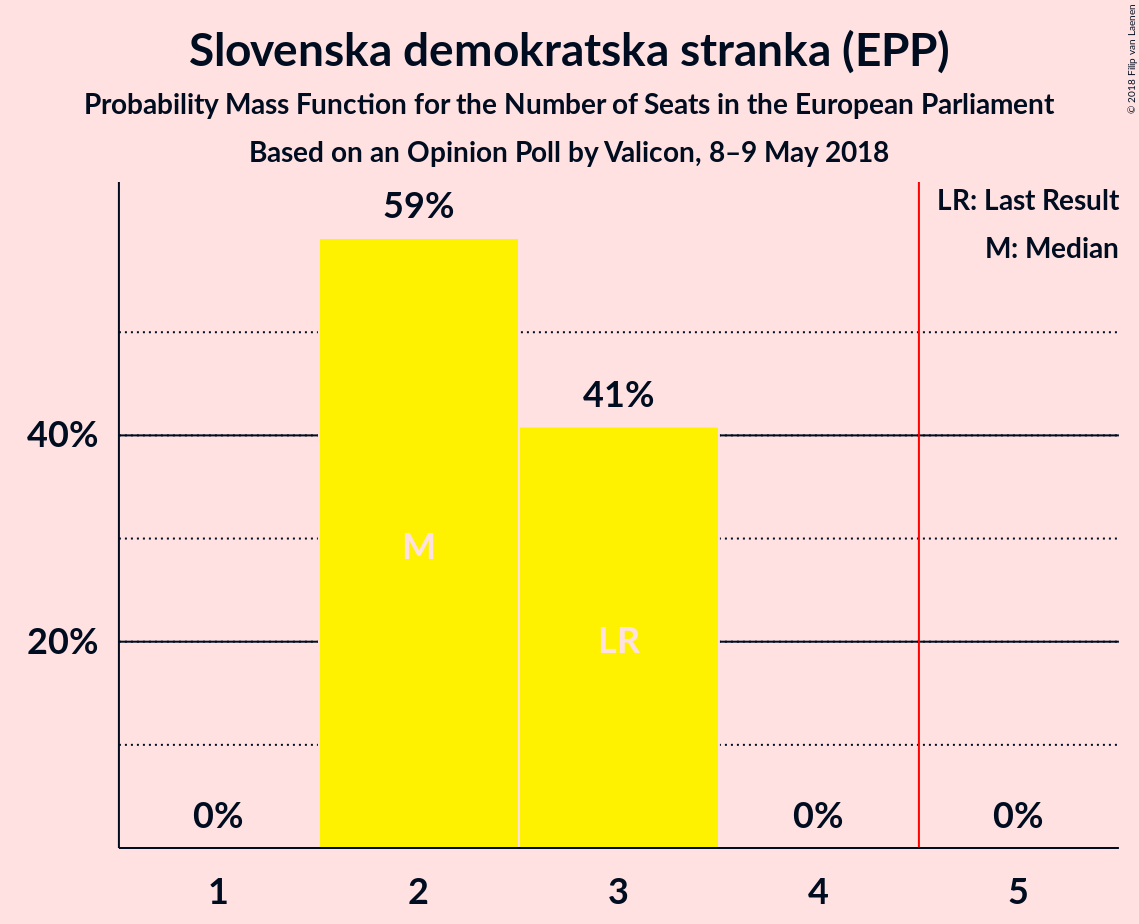 Slovenska demokratska stranka (EPP)
Probability Mass Function for the Number of Seats in the European Parliament
Based on an Opinion Poll by Valicon, 8–9 May 2018
© 2018 Filip van Laenen
LR: Last Result
M: Median
59%
41%
40%
20%
M
LR
0%
0%
0%
1
2
3
4
5